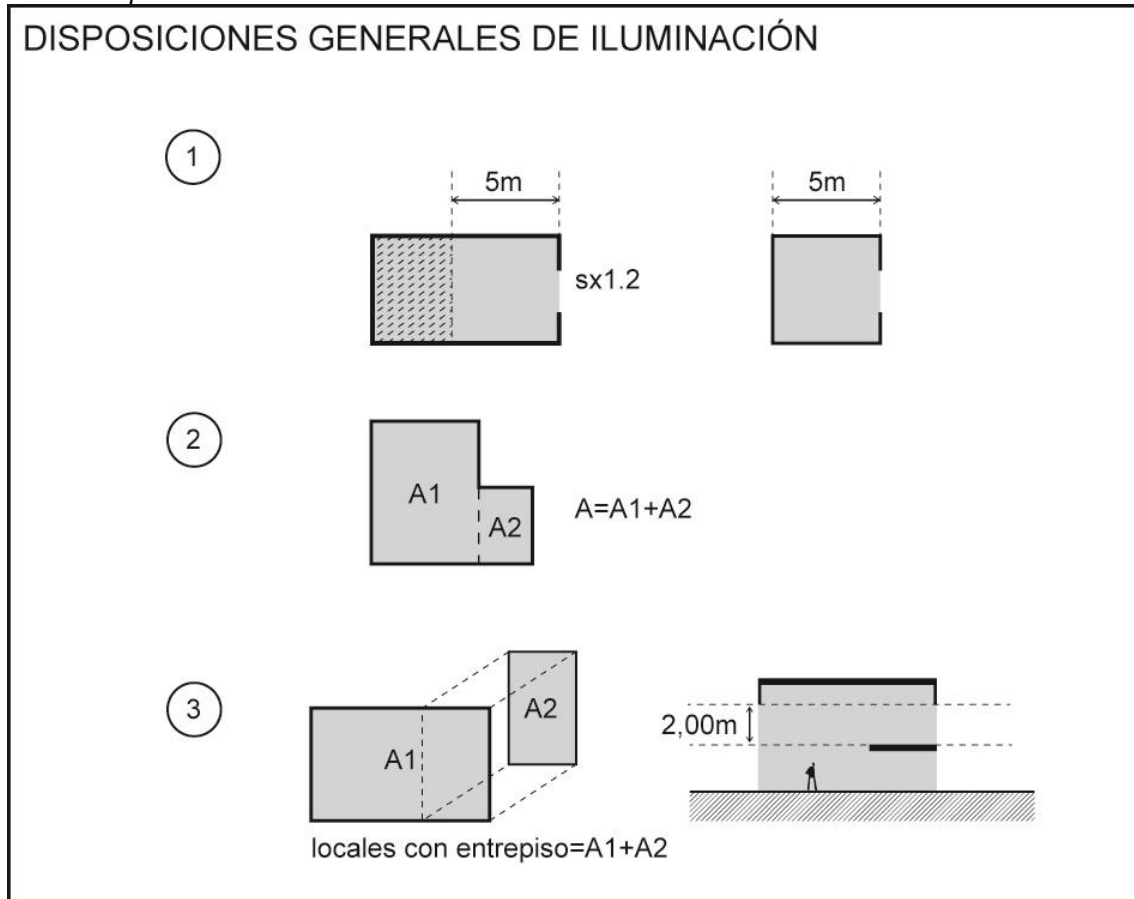 DISPOSICIONES GENERALES DE ILUMINACIÓN
1
5m
5m
sx1.2
2
A1
A2
A=A1+A2
3
A1
A2
2,00m
locales con entrepiso=A1+A2